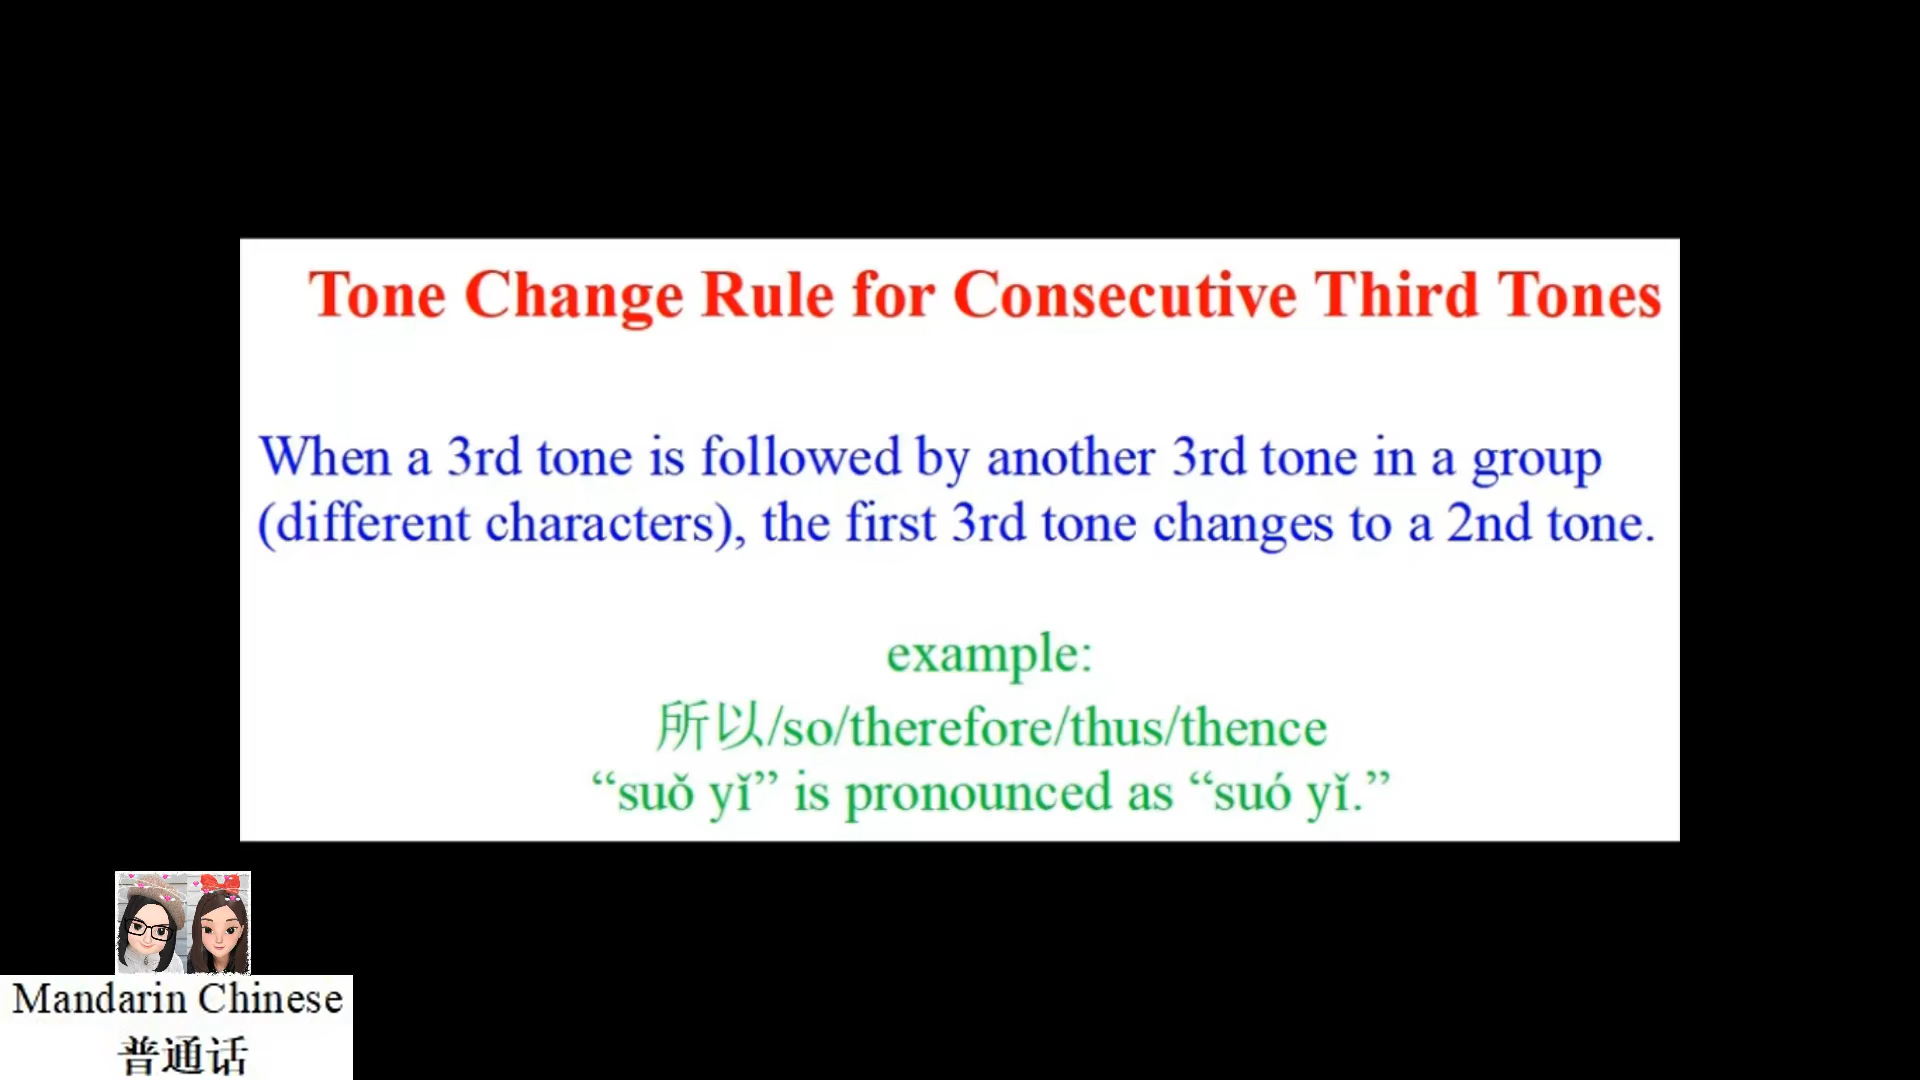 Tone Change Rule for Consecutive Third Tones
When a 3rd tone is followed by another 3rd tone in a group
(different characters), the first 3rd tone changes to a 2nd tone.
example:
所以/so/therefore/thus/thence
“suǒ yǐ” is pronounced as “suó yǐ.”
Mandarin Chinese
普通话